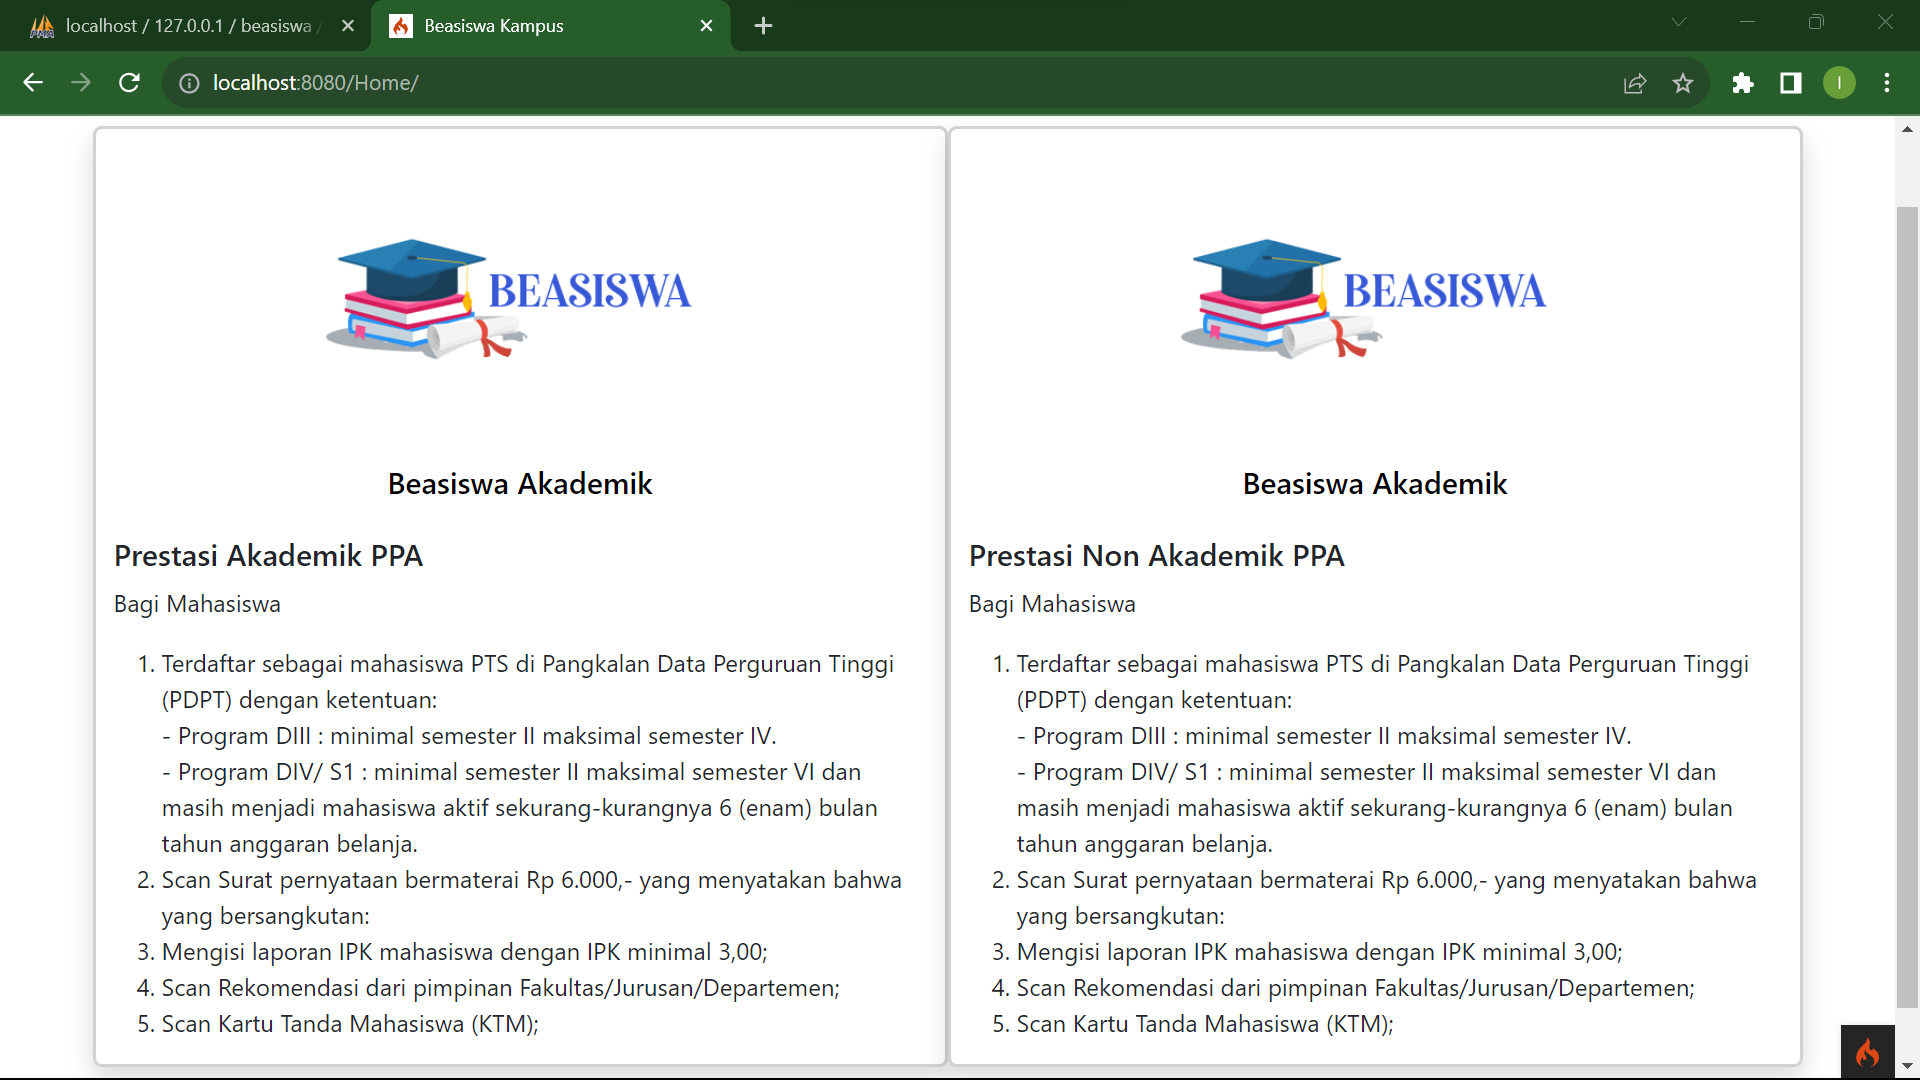 localhost / 127.0.0.1 / beasiswa /
Beasiswa Kampus
localhost:8080/Home/
I
BEASISWA
Beasiswa Akademik
Prestasi Akademik PPA
Bagi Mahasiswa
1. Terdaftar sebagai mahasiswa PTS di Pangkalan Data Perguruan Tinggi
(PDPT) dengan ketentuan:
- Program DIII : minimal semester II maksimal semester IV.
- Program DIV/ S1 : minimal semester II maksimal semester VI dan
masih menjadi mahasiswa aktif sekurang-kurangnya 6 (enam) bulan
tahun anggaran belanja.
2. Scan Surat pernyataan bermaterai Rp 6.000,- yang menyatakan bahwa
yang bersangkutan:
3. Mengisi laporan IPK mahasiswa dengan IPK minimal 3,00;
4. Scan Rekomendasi dari pimpinan Fakultas/Jurusan/Departemen;
5. Scan Kartu Tanda Mahasiswa (KTM);
BEASISWA
Beasiswa Akademik
Prestasi Non Akademik PPA
Bagi Mahasiswa
1. Terdaftar sebagai mahasiswa PTS di Pangkalan Data Perguruan Tinggi
(PDPT) dengan ketentuan:
- Program DIII : minimal semester II maksimal semester IV.
- Program DIV/ S1 : minimal semester II maksimal semester VI dan
masih menjadi mahasiswa aktif sekurang-kurangnya 6 (enam) bulan
tahun anggaran belanja.
2. Scan Surat pernyataan bermaterai Rp 6.000,- yang menyatakan bahwa
yang bersangkutan:
3. Mengisi laporan IPK mahasiswa dengan IPK minimal 3,00;
4. Scan Rekomendasi dari pimpinan Fakultas/Jurusan/Departemen;
5. Scan Kartu Tanda Mahasiswa (KTM);